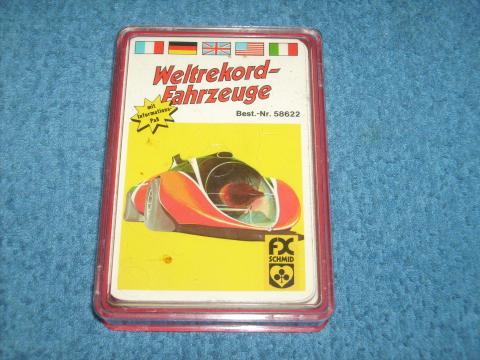 Weltrekord-
Fahrzeuge
mit
Informations-
Paß
Best.-Nr. 58622
FX
SCHMID